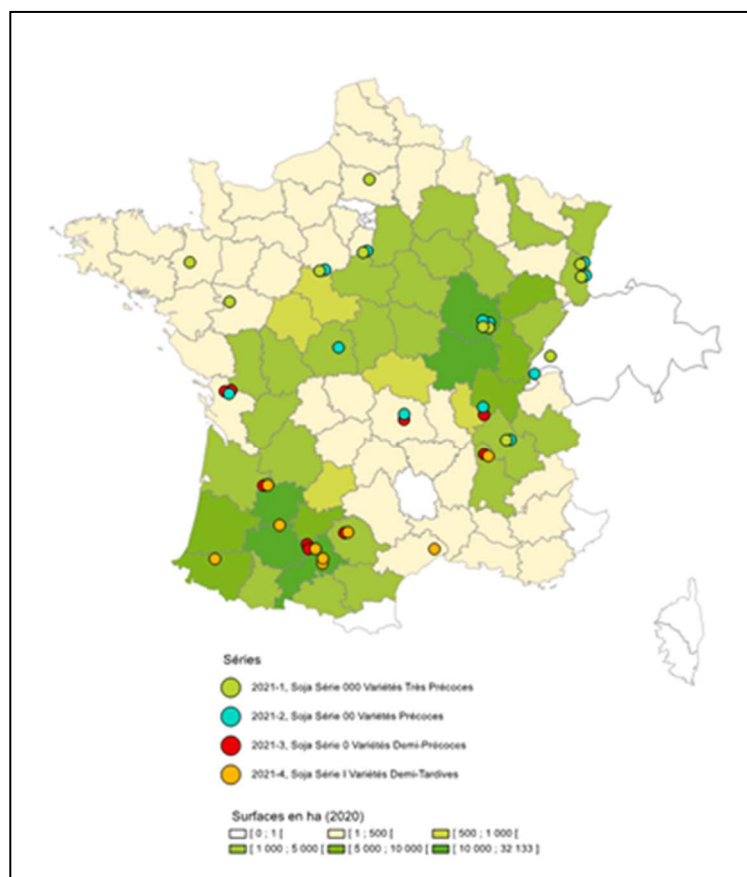 Séries
2021-1, Soja Série 000 Variétés Très Précoces
2021-2, Soja Série 00 Variétés Précoces
2021-3, Soja Série 0 Variétés Demi-Précoces
2021-4, Soja Série I Variétés Demi-Tardives
Surfaces en ha (2020)
[ 0 ; 1 [ [ 1 ; 500 [ [ 500 ; 1 000 [
[ 1 000 ; 5 000 [ [ 5 000 ; 10 000 [ [ 10 000 ; 32 133 ]